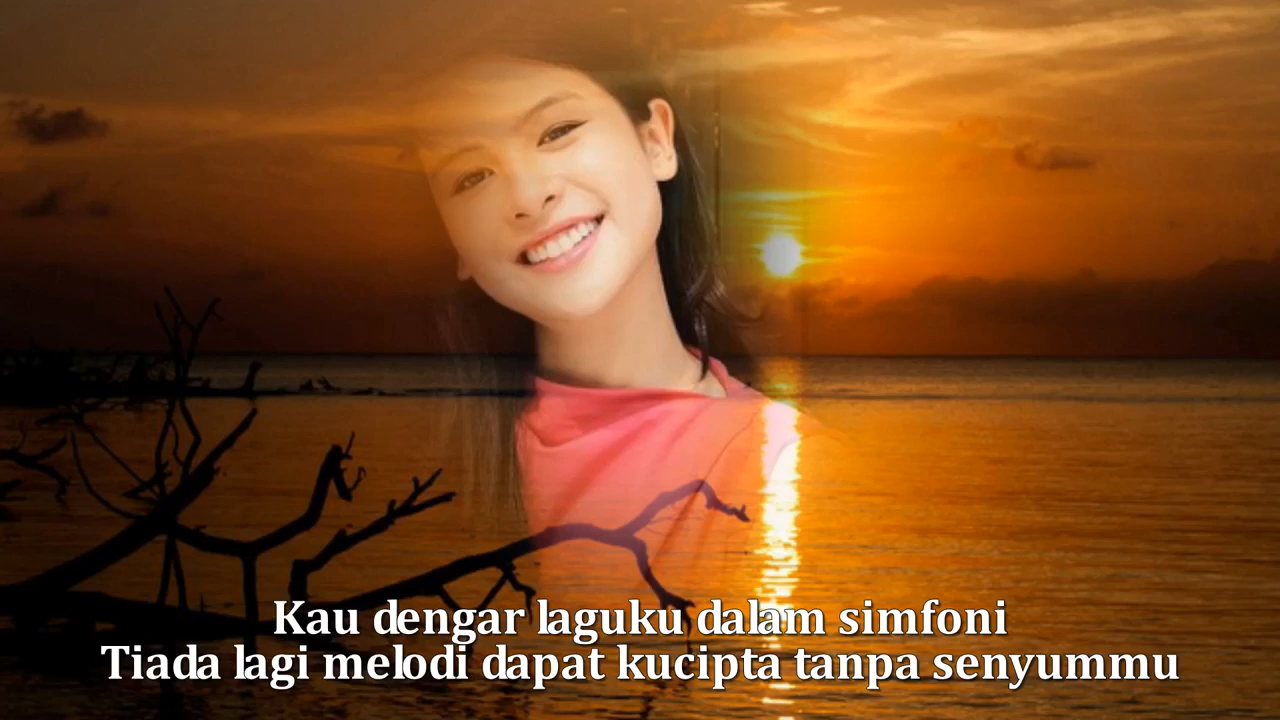 Kau dengar laguku dalam simfoni
Tiada lagi melodi dapat kucipta tanpa senyummu